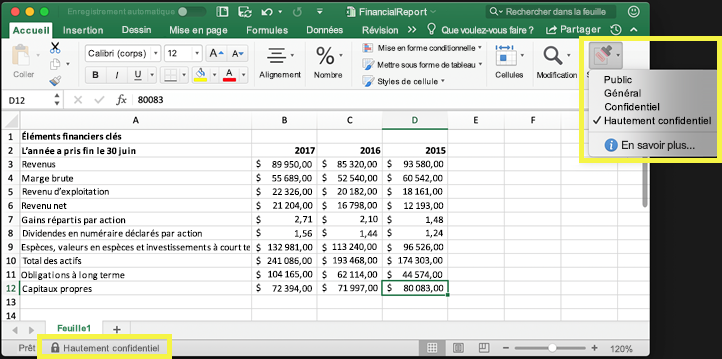 Enregistrement automatique
FinancialReport
Rechercher dans la feuille
Accueil Insertion Dessin Mise en page Formules Données Révision >> Que voulez-vous faire ? Partager
Coller
Calibri (corps) 12 A A
B I U A
Alignement
% Nombre
Mise en forme conditionnelle
Mettre sous forme de tableau
Styles de cellule
Cellules
Modification
Public
Général
Confidentiel
✓ Hautement confidentiel
En savoir plus...
D12 fx 80083
A B C D E F
1 Éléments financiers clés
2 L'année a pris fin le 30 juin 2017 2016 2015
3 Revenus $ 89 950,00 $ 85 320,00 $ 93 580,00
4 Marge brute $ 55 689,00 $ 52 540,00 $ 60 542,00
5 Revenu d'exploitation $ 22 326,00 $ 20 182,00 $ 18 161,00
6 Revenu net $ 21 204,00 $ 16 798,00 $ 12 193,00
7 Gains répartis par action $ 2,71 $ 2,10 $ 1,48
8 Dividendes en numéraire déclarés par action $ 1,56 $ 1,44 $ 1,24
9 Espèces, valeurs en espèces et investissements à court te $ 132 981,00 $ 113 240,00 $ 96 526,00
10 Total des actifs $ 241 086,00 $ 193 468,00 $ 174 303,00
11 Obligations à long terme $ 104 165,00 $ 62 114,00 $ 44 574,00
12 Capitaux propres $ 72 394,00 $ 71 997,00 $ 80 083,00
13
14
Feuille1 +
Prêt Hautement confidentiel 120%